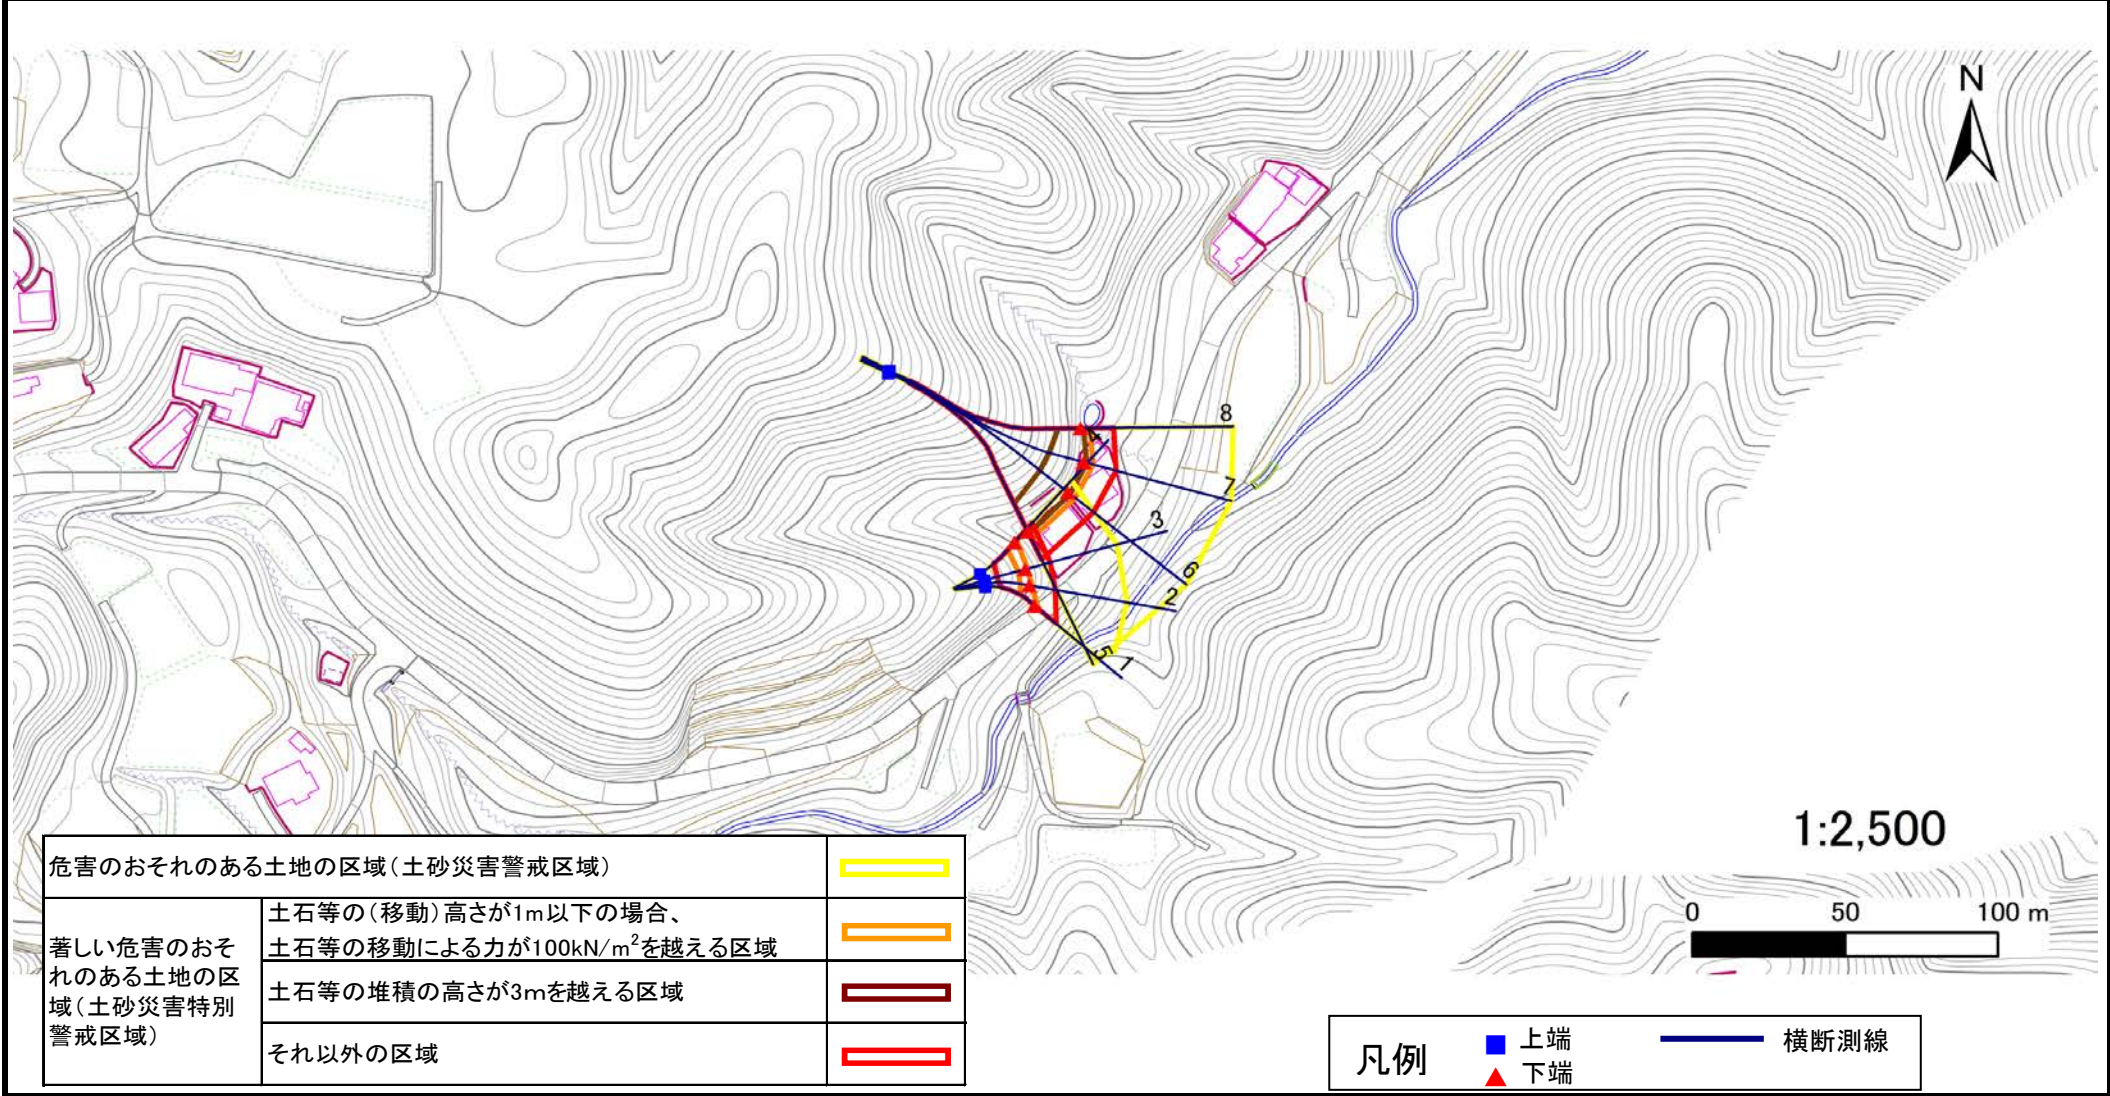 N
8
4
7
3
6
2
5
1
1:2,500
0 50 100 m
危害のおそれのある土地の区域(土砂災害警戒区域)
著しい危害のおそ
れのある土地の区
域(土砂災害特別
警戒区域)
土石等の(移動)高さが1m以下の場合、
土石等の移動による力が100kN/m²を越える区域
土石等の堆積の高さが3mを越える区域
それ以外の区域
凡例
上端
下端
横断測線